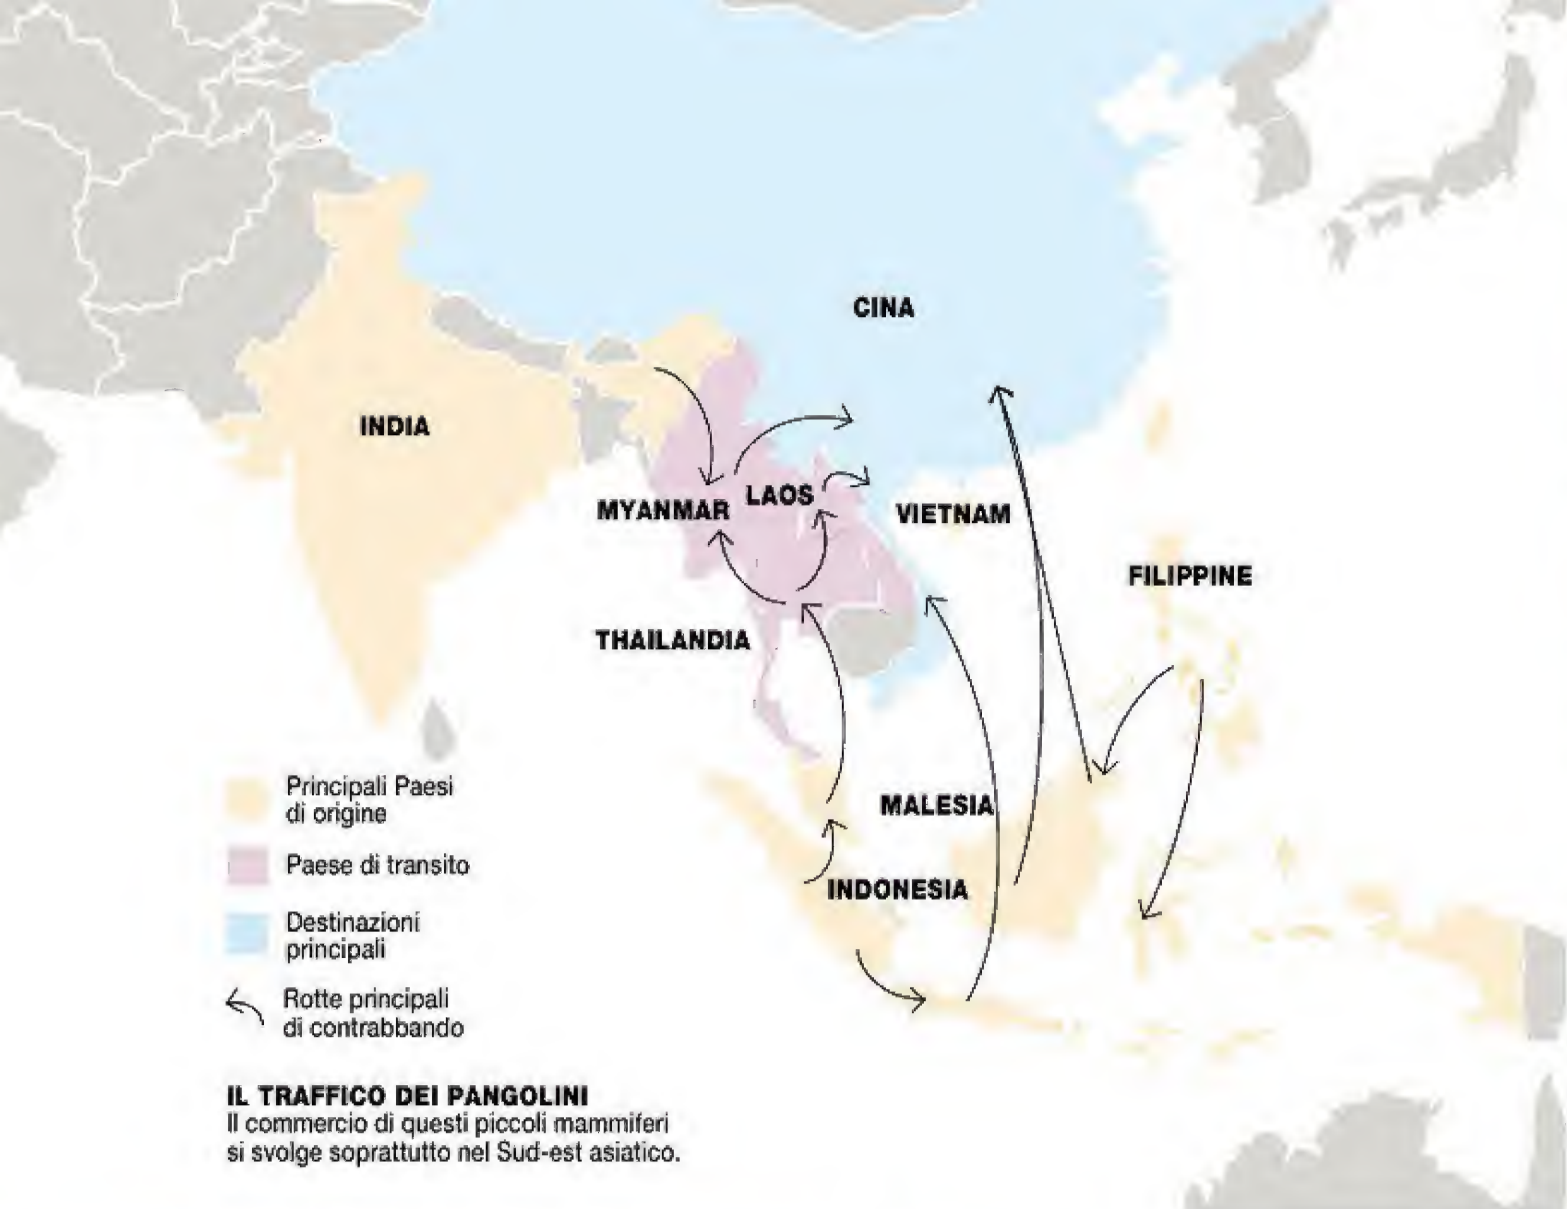 CINA
INDIA
LAOS
MYANMAR
VIETNAM
FILIPPINE
THAILANDIA
Principali Paesi
di origine
MALESIA
Paese di transito
INDONESIA
Destinazioni
principali
Rotte principali
di contrabbando
IL TRAFFICO DEI PANGOLINI
Il commercio di questi piccoli mammiferi
si svolge soprattutto nel Sud-est asiatico.